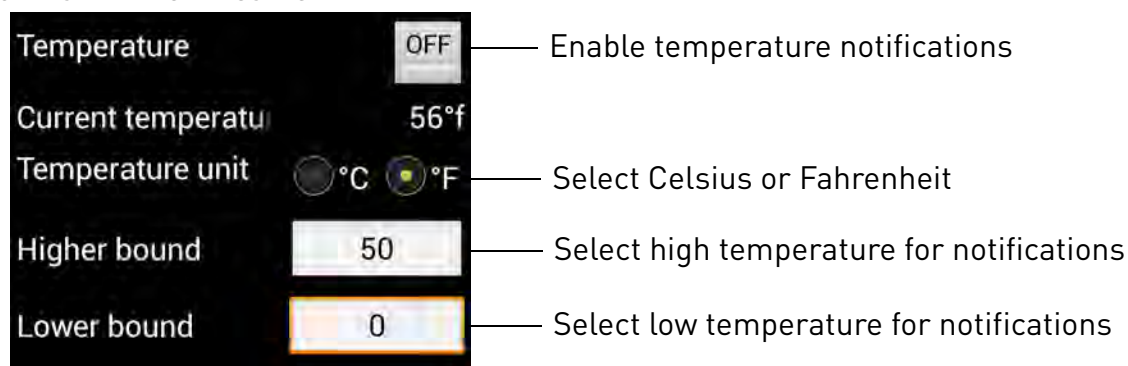 Temperature OFF Enable temperature notifications
Current temperatu 56°f
Temperature unit °C °F Select Celsius or Fahrenheit
Higher bound 50 Select high temperature for notifications
Lower bound 0 Select low temperature for notifications